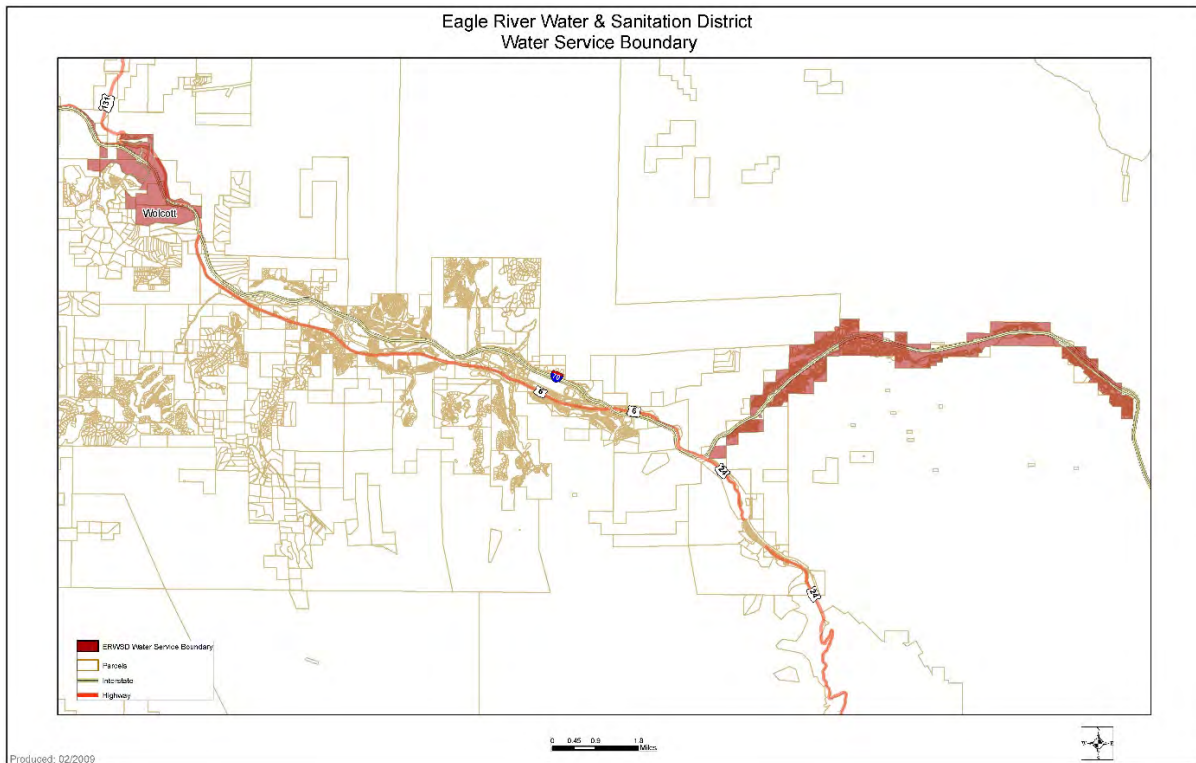 Eagle River Water & Sanitation District
Water Service Boundary
131
Wolcott
70
6
6
24
24
ERWSD Water Service Boundary
Parcels
Interstate
Highway
0 0.45 0.9 1.8
Miles
Produced: 02/2009